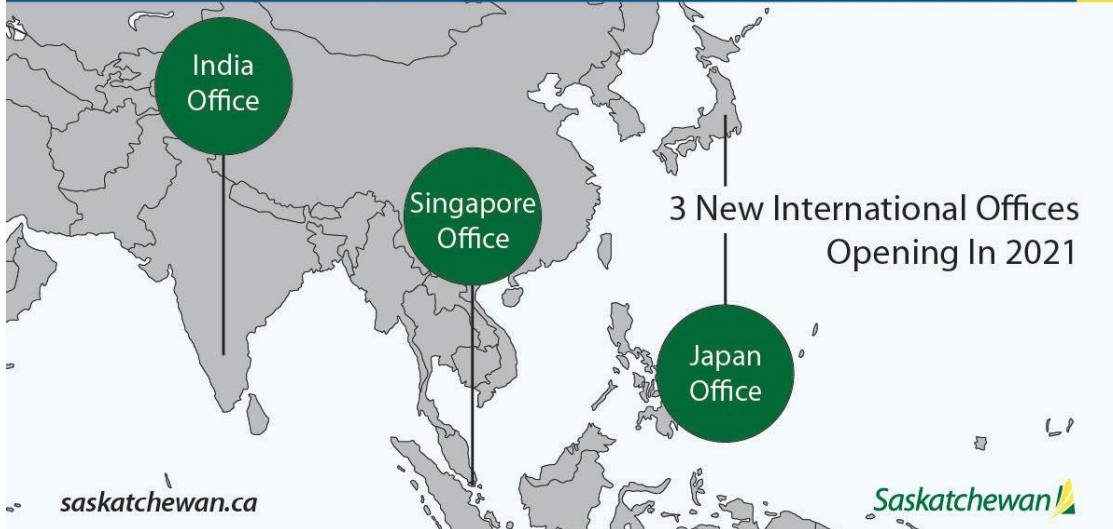 India
Office
Singapore
Office
3 New International Offices
Opening In 2021
Japan
Office
saskatchewan.ca
Saskatchewan